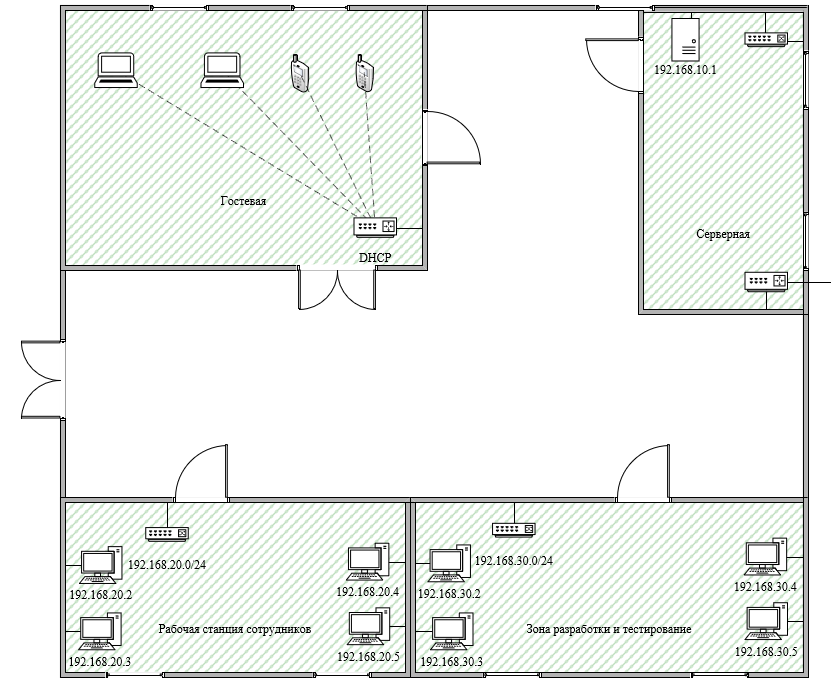 192.168.10.1
Гостевая
Серверная
DHCP
192.168.20.0/24
192.168.20.2
192.168.20.4
192.168.30.0/24
192.168.30.2
192.168.30.4
Рабочая станция сотрудников
192.168.20.3
192.168.20.5
Зона разработки и тестирование
192.168.30.3
192.168.30.5